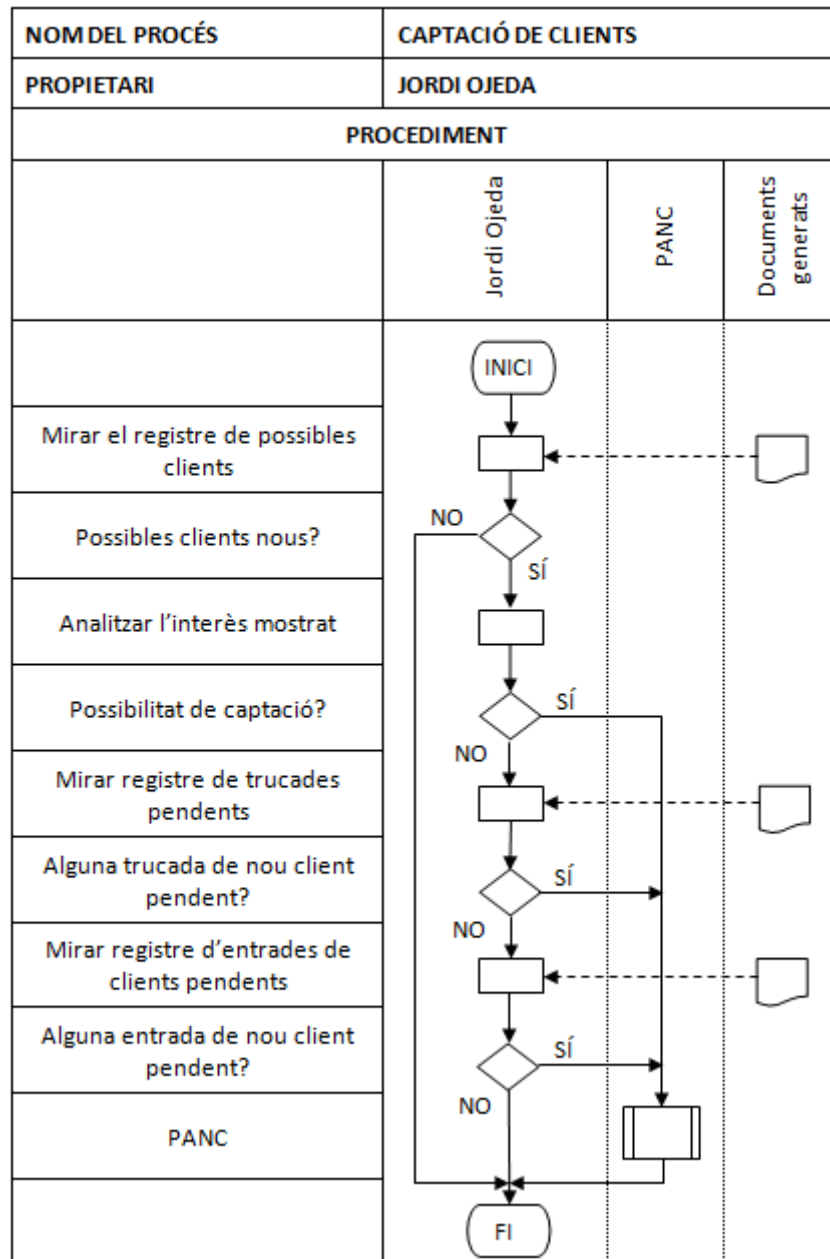 NOM DEL PROCÉS
CAPTACIÓ DE CLIENTS
PROPIETARI
JORDI OJEDA
PROCEDIMENT
Jordi Ojeda
PANC
Documents
generats
INICI
Mirar el registre de possibles
clients
Possibles clients nous?
NO
SÍ
Analitzar l’interès mostrat
Possibilitat de captació?
SÍ
NO
Mirar registre de trucades
pendents
Alguna trucada de nou client
pendent?
SÍ
NO
Mirar registre d’entrades de
clients pendents
Alguna entrada de nou client
pendent?
SÍ
NO
PANC
FI